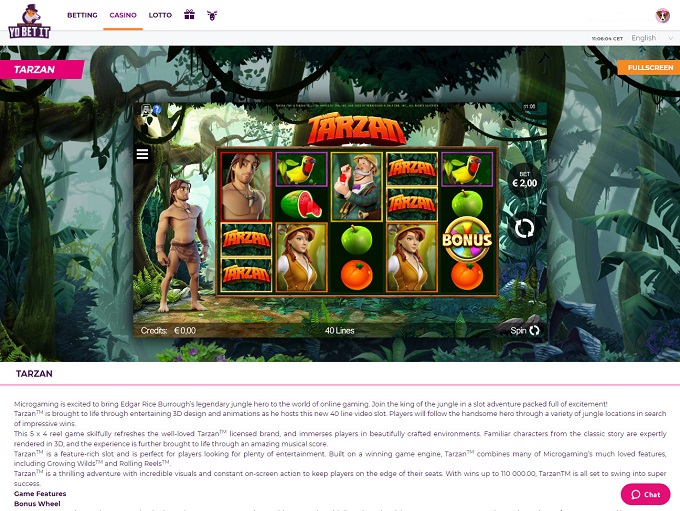 YO BET IT
BETTING CASINO LOTTO
11:06:04 CET English
TARZAN
FULLSCREEN
TARZAN
11:05
BET
€ 2,00
TARZAN
TARZAN
TARZAN
BONUS
TARZAN
Credits: € 0,00 40 Lines Spin
TARZAN
Microgaming is excited to bring Edgar Rice Burrough's legendary jungle hero to the world of online gaming. Join the king of the jungle in a slot adventure packed full of excitement!
Tarzan™ is brought to life through entertaining 3D design and animations as he hosts this new 40 line video slot. Players will follow the handsome hero through a variety of jungle locations in search
of impressive wins.
This 5 x 4 reel game skilfully refreshes the well-loved Tarzan™ licensed brand, and immerses players in beautifully crafted environments. Familiar characters from the classic story are expertly
rendered in 3D, and the experience is further brought to life through an amazing musical score.
Tarzan™ is a feature-rich slot and is perfect for players looking for plenty of entertainment. Built on a winning game engine, Tarzan™ combines many of Microgaming's much loved features,
including Growing Wilds™ and Rolling Reels™.
Tarzan™ is a thrilling adventure with incredible visuals and constant on-screen action to keep players on the edge of their seats. With wins up to 110 000.00, TarzanTM is all set to swing into super
success.
Game Features
Bonus Wheel
Chat